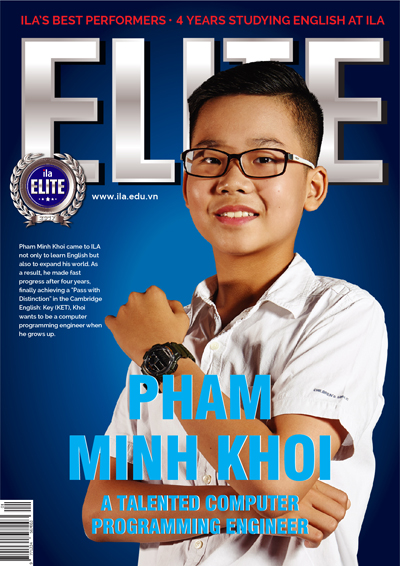 ILA'S BEST PERFORMERS • 4 YEARS STUDYING ENGLISH AT ILA
ELITE
ila
ELITE
www.ila.edu.vn
Pham Minh Khoi came to ILA
not only to learn English but
also to expand his world. As
a result, he made fast
progress after four years,
finally achieving a "Pass with
Distinction" in the Cambridge
English: Key (KET), Khoi
wants to be a computer
programming engineer when
he grows up.
PHAM
MINH KHOI
A TALENTED COMPUTER
PROGRAMMING ENGINEER